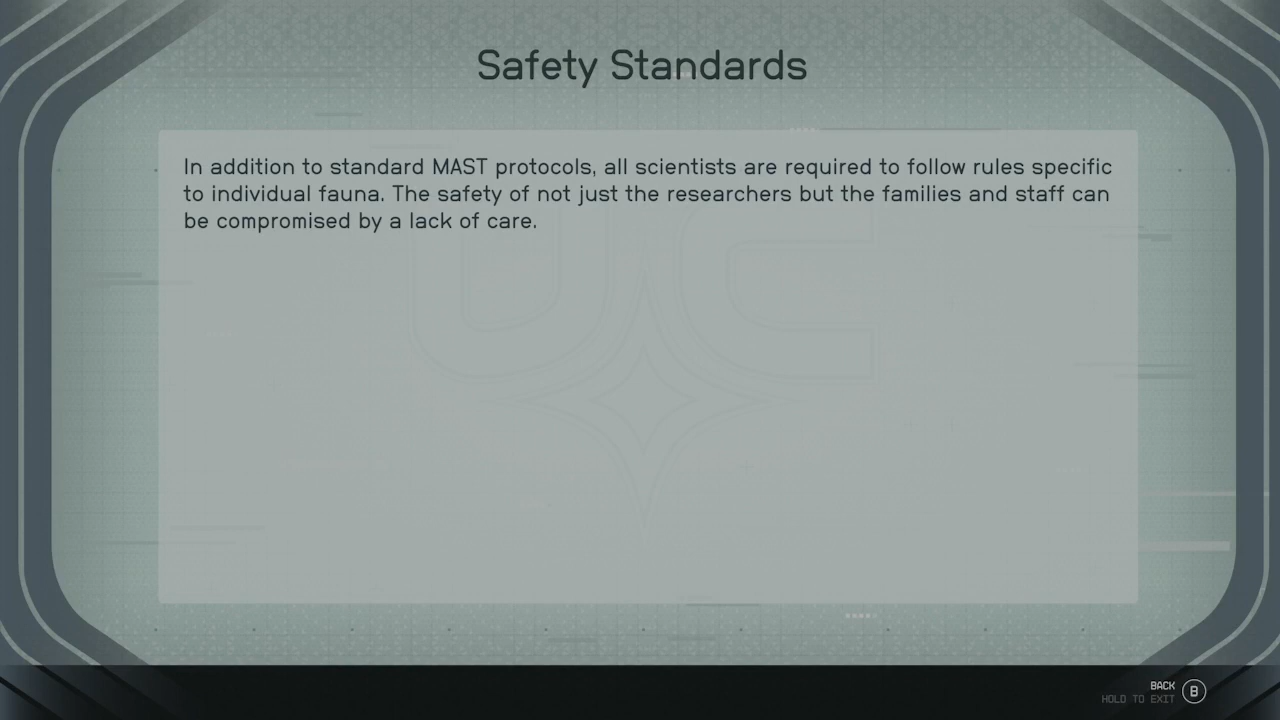 Safety Standards
In addition to standard MAST protocols, all scientists are required to follow rules specific
to individual fauna. The safety of not just the researchers but the families and staff can
be compromised by a lack of care.
UC
BACK
HOLD TO EXIT
B